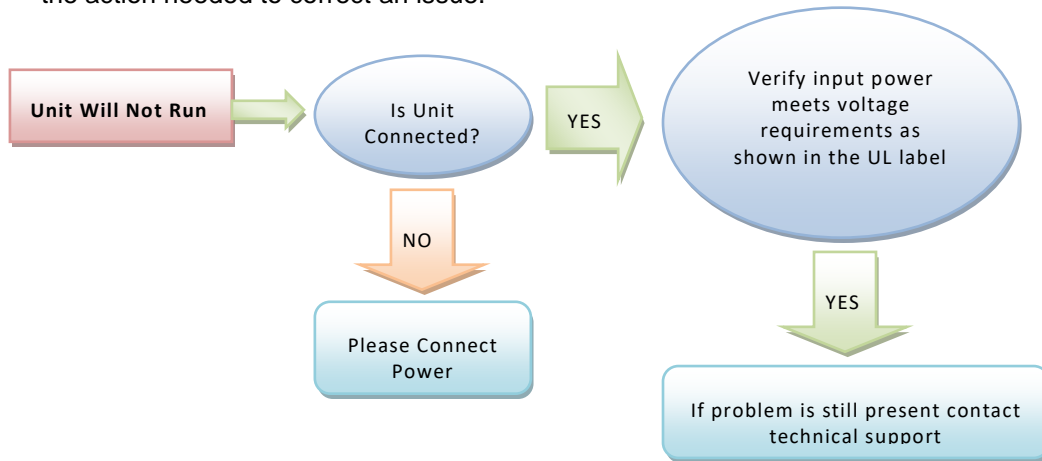 the action needed to correct an issue.
Unit Will Not Run
Is Unit
Connected?
YES
Verify input power
meets voltage
requirements as
shown in the UL label
NO
Please Connect
Power
YES
If problem is still present contact
technical support